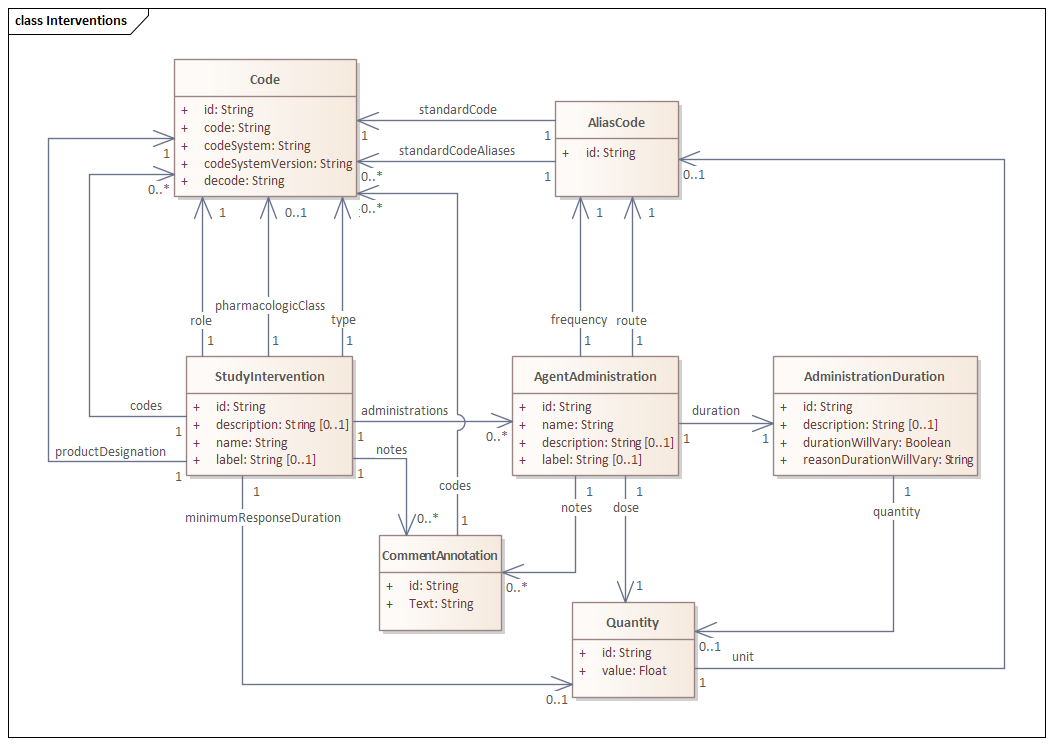 class Interventions
Code
+ id: String
+ code: String
+ codeSystem: String
+ codeSystemVersion: String
+ decode: String
AliasCode
+ id: String
standardCode
1
1
standardCodeAliases
0..*
1
0..*
1
0..*
0..1
1
0..1
1
1
role
pharmacologicClass
type
frequency
route
1
1
1
1
1
StudyIntervention
+ id: String
+ description: String [0..1]
+ name: String
+ label: String [0..1]
AgentAdministration
+ id: String
+ name: String
+ description: String [0..1]
+ label: String [0..1]
AdministrationDuration
+ id: String
+ description: String [0..1]
+ durationWillVary: Boolean
+ reasonDurationWillVary: String
codes
1
productDesignation
1
administrations
1
0..*
duration
1
1
notes
1
0..*
codes
1
1
minimumResponseDuration
1
notes
1
dose
1
quantity
CommentAnnotation
+ id: String
+ Text: String
0..*
1
Quantity
+ id: String
+ value: Float
0..1
unit
1
0..1